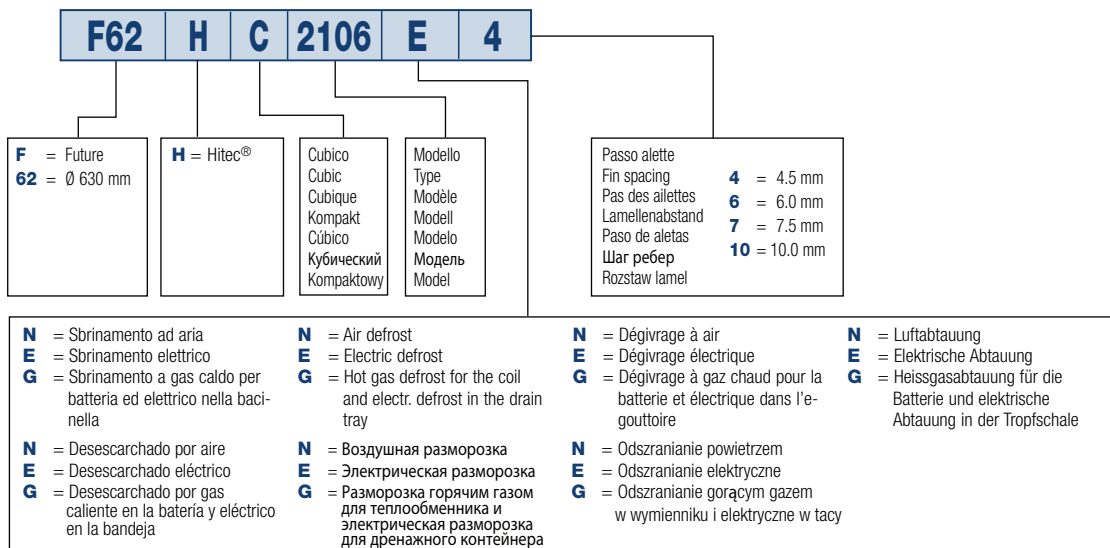 F62 H C 2106 E 4
F = Future
62 = Ø 630 mm
H = Hitec®
Cubico
Cubic
Cubique
Kompakt
Cúbico
Кубический
Kompaktowy
Modello
Type
Modèle
Modell
Modelo
Модель
Model
Passo alette
Fin spacing
Pas des ailettes
Lamellenabstand
Paso de aletas
Шаг ребер
Rozstaw lamel
4 = 4.5 mm
6 = 6.0 mm
7 = 7.5 mm
10 = 10.0 mm
N = Sbrinamento ad aria
E = Sbrinamento elettrico
G = Sbrinamento a gas caldo per
batteria ed elettrico nella baci-
nella
N = Air defrost
E = Electric defrost
G = Hot gas defrost for the coil
and electr. defrost in the drain
tray
N = Dégivrage à air
E = Dégivrage électrique
G = Dégivrage à gaz chaud pour la
batterie et électrique dans l'e-
gouttoire
N = Luftabtauung
E = Elektrische Abtauung
G = Heissgasabtauung für die
Batterie und elektrische
Abtauung in der Tropfschale
N = Desescarchado por aire
E = Desescarchado eléctrico
G = Desescarchado por gas
caliente en la batería y eléctrico
en la bandeja
N = Воздушная разморозка
E = Электрическая разморозка
G = Разморозка горячим газом
для теплообменника и
электрическая разморозка
для дренажного контейнера
N = Odszranianie powietrzem
E = Odszranianie elektryczne
G = Odszranianie gorącym gazem
w wymienniku i elektryczne w tacy